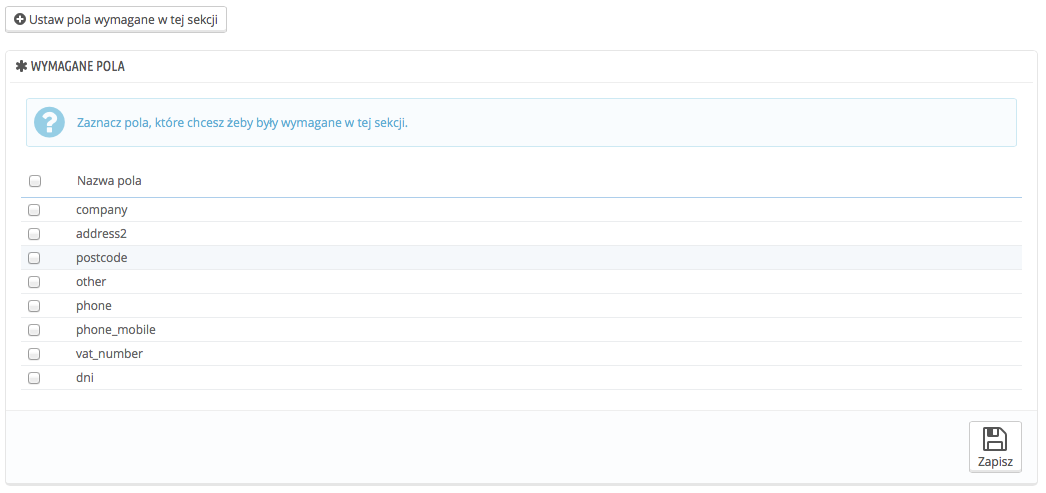 Ustaw pola wymagane w tej sekcji
WYMAGANE POLA
Zaznacz pola, które chcesz żeby były wymagane w tej sekcji.
Nazwa pola
company
address2
postcode
other
phone
phone_mobile
vat_number
dni
Zapisz